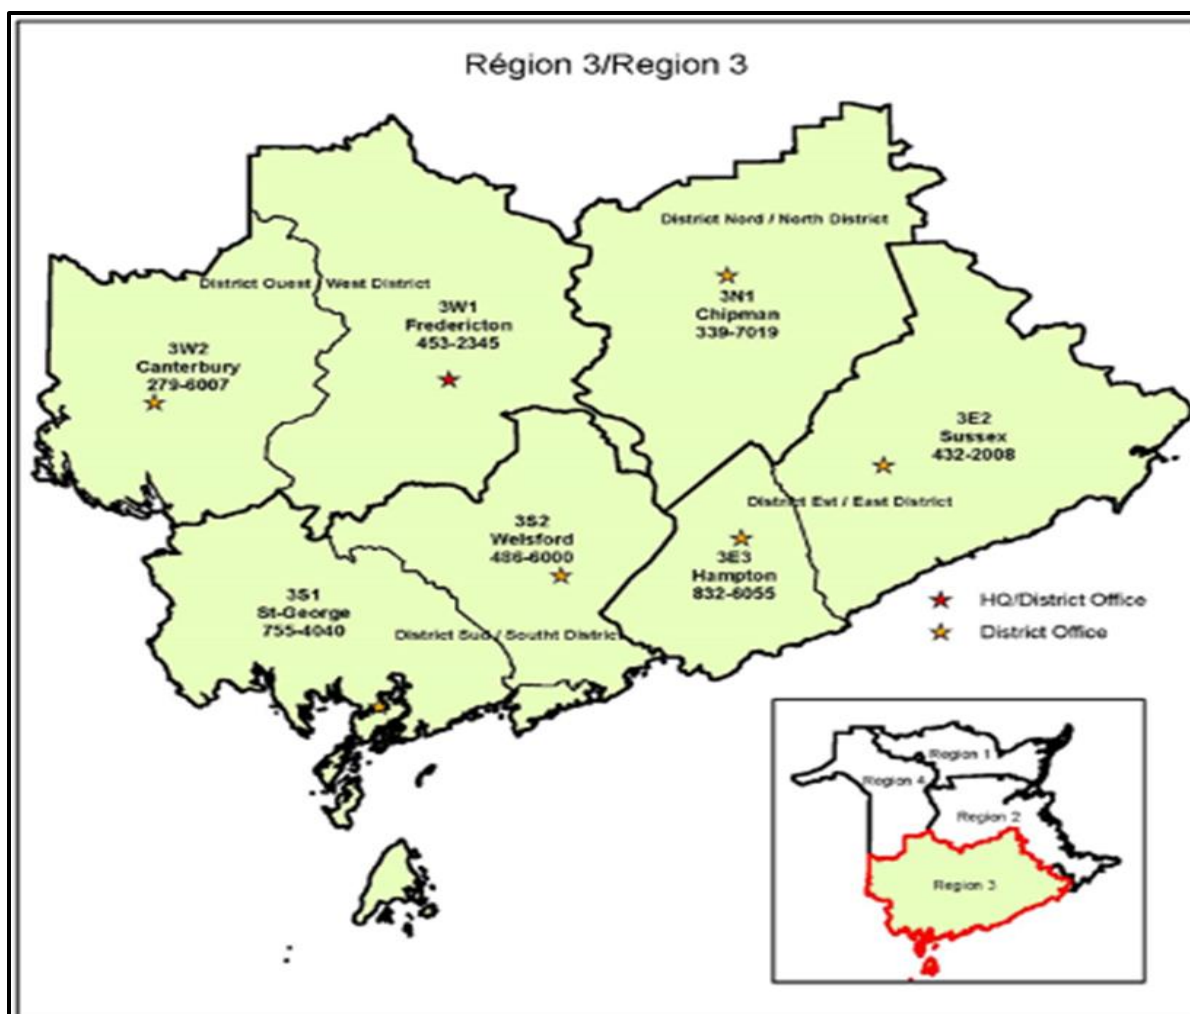 Région 3/Region 3
District Nord / North District
3N1
Chipman
339-7019
District Ouest / West District
3W1
Fredericton
453-2345
3W2
Canterbury
279-6007
3E2
Sussex
432-2008
District Est / East District
3S2
Welsford
486-6000
3E3
Hampton
832-6055
3S1
St-George
755-4040
District Sud / Southt District
HQ/District Office
District Office
Region 1
Region 4
Region 2
Region 3